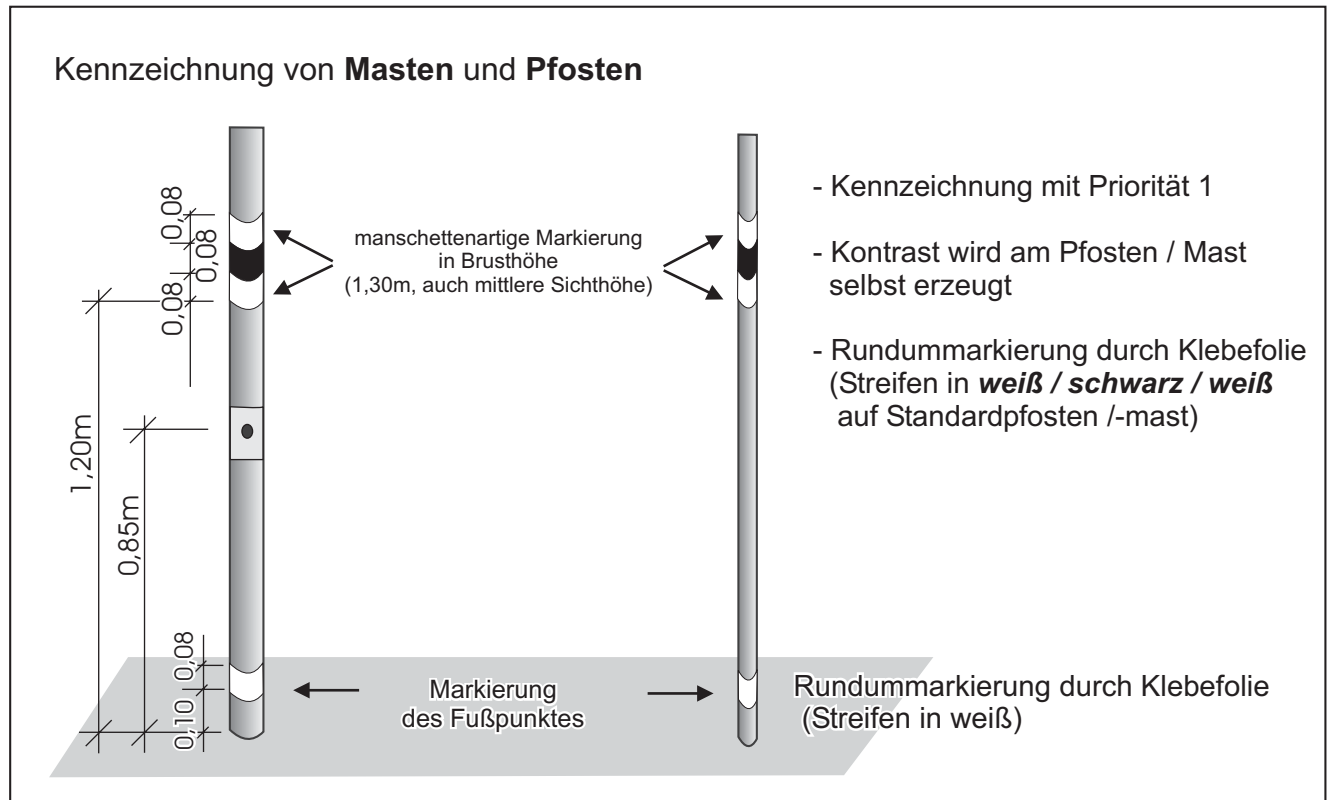 Kennzeichnung von Masten und Pfosten
0,08
0,08
0,08
1,20m
0,85m
0,08
0,10
manschettenartige Markierung
in Brusthöhe
(1,30m, auch mittlere Sichthöhe)
- Kennzeichnung mit Priorität 1
- Kontrast wird am Pfosten / Mast
selbst erzeugt
- Rundummarkierung durch Klebefolie
(Streifen in weiß / schwarz / weiß
auf Standardpfosten /-mast)
Markierung
des Fußpunktes
Rundummarkierung durch Klebefolie
(Streifen in weiß)